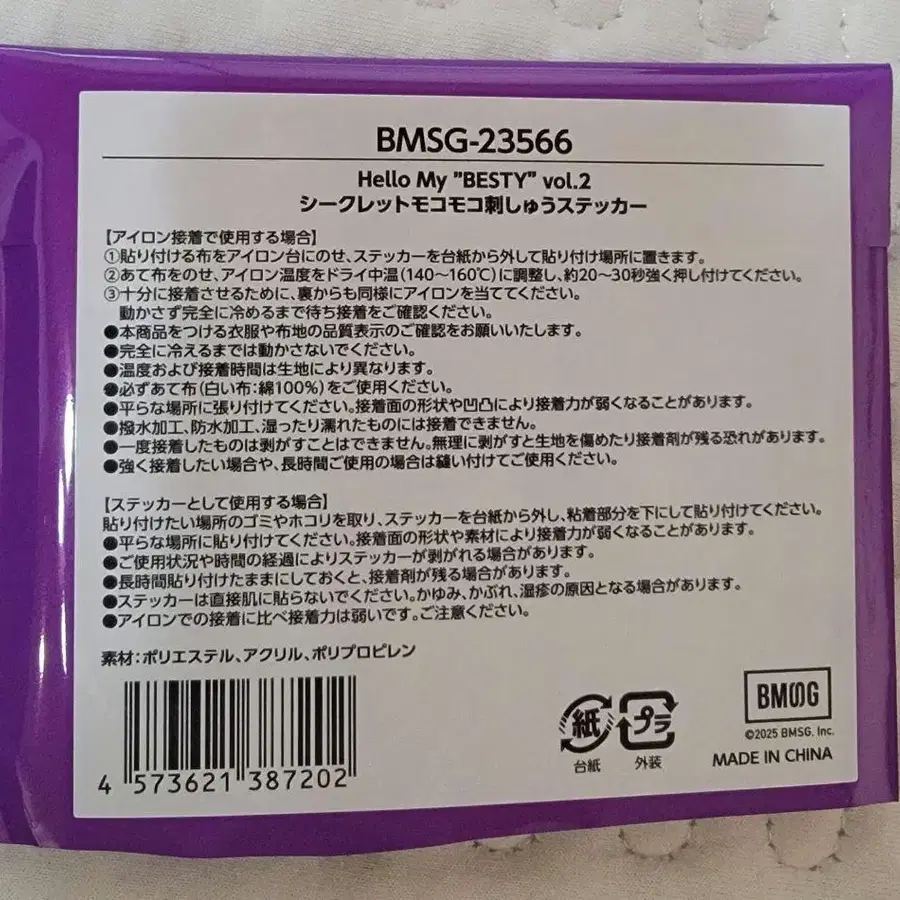 BMSG-23566
Hello My "BESTY" vol.2
シークレットモコモコ刺しゅうステッカー
【アイロン接着で使用する場合】
①貼り付ける布をアイロン台にのせ、ステッカーを台紙から外して貼り付け場所に置きます。
②あて布をのせ、アイロン温度をドライ中温(140～160℃)に調整し、約20～30秒強く押し付けてください。
③十分に接着させるために、裏からも同様にアイロンを当ててください。
動かさず完全に冷めるまで待ち接着をご確認ください。
●本商品をつける衣服や布地の品質表示のご確認をお願いいたします。
●完全に冷えるまでは動かさないでください。
●温度および接着時間は生地により異なります。
●必ずあて布(白い布:綿100%)をご使用ください。
●平らな場所に張り付けてください。接着面の形状や凹凸により接着力が弱くなることがあります。
●撥水加工、防水加工、湿ったり濡れたものには接着できません。
●一度接着したものは剥がすことはできません。無理に剥がすと生地を傷めたり接着剤が残る恐れがあります。
●強く接着したい場合や、長時間ご使用の場合は縫い付けてご使用ください。
【ステッカーとして使用する場合】
貼り付けたい場所のゴミやホコリを取り、ステッカーを台紙から外し、粘着部分を下にして貼り付けてください。
●平らな場所に貼付けてください。接着面の形状や素材により接着力が弱くなることがあります。
●ご使用状況や時間の経過によりステッカーが剥がれる場合があります。
●長時間貼り付けたままにしておくと、接着剤が残る場合があります。
●ステッカーは直接肌に貼らないでください。かゆみ、かぶれ、湿疹の原因となる場合があります。
●アイロンでの接着に比べ接着力は弱いです。ご注意ください。
素材:ポリエステル、アクリル、ポリプロピレン
4 573621 387202
紙
台紙
プラ
外装
BMSG
©2025 BMSG, Inc.
MADE IN CHINA